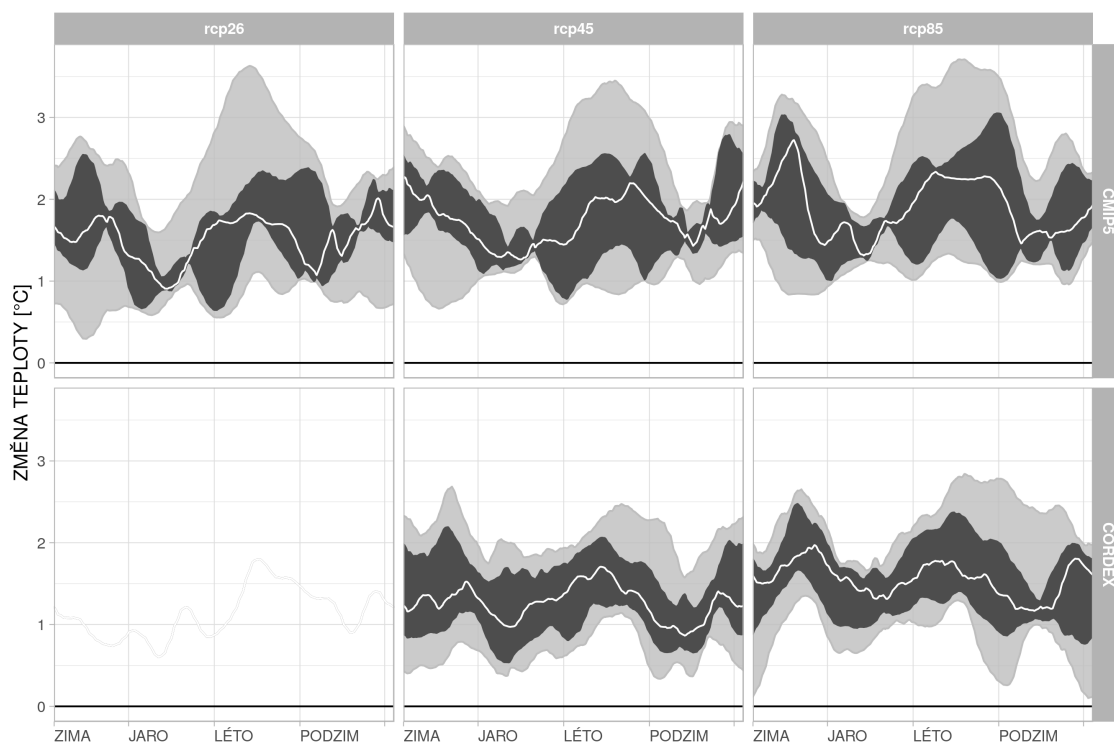 rcp26 rcp45 rcp85
ZMĚNA TEPLOTY [°C]
3
2
1
0
CMIP5
3
2
1
0
CORDEX
ZIMA JARO LÉTO PODZIM ZIMA JARO LÉTO PODZIM ZIMA JARO LÉTO PODZIM